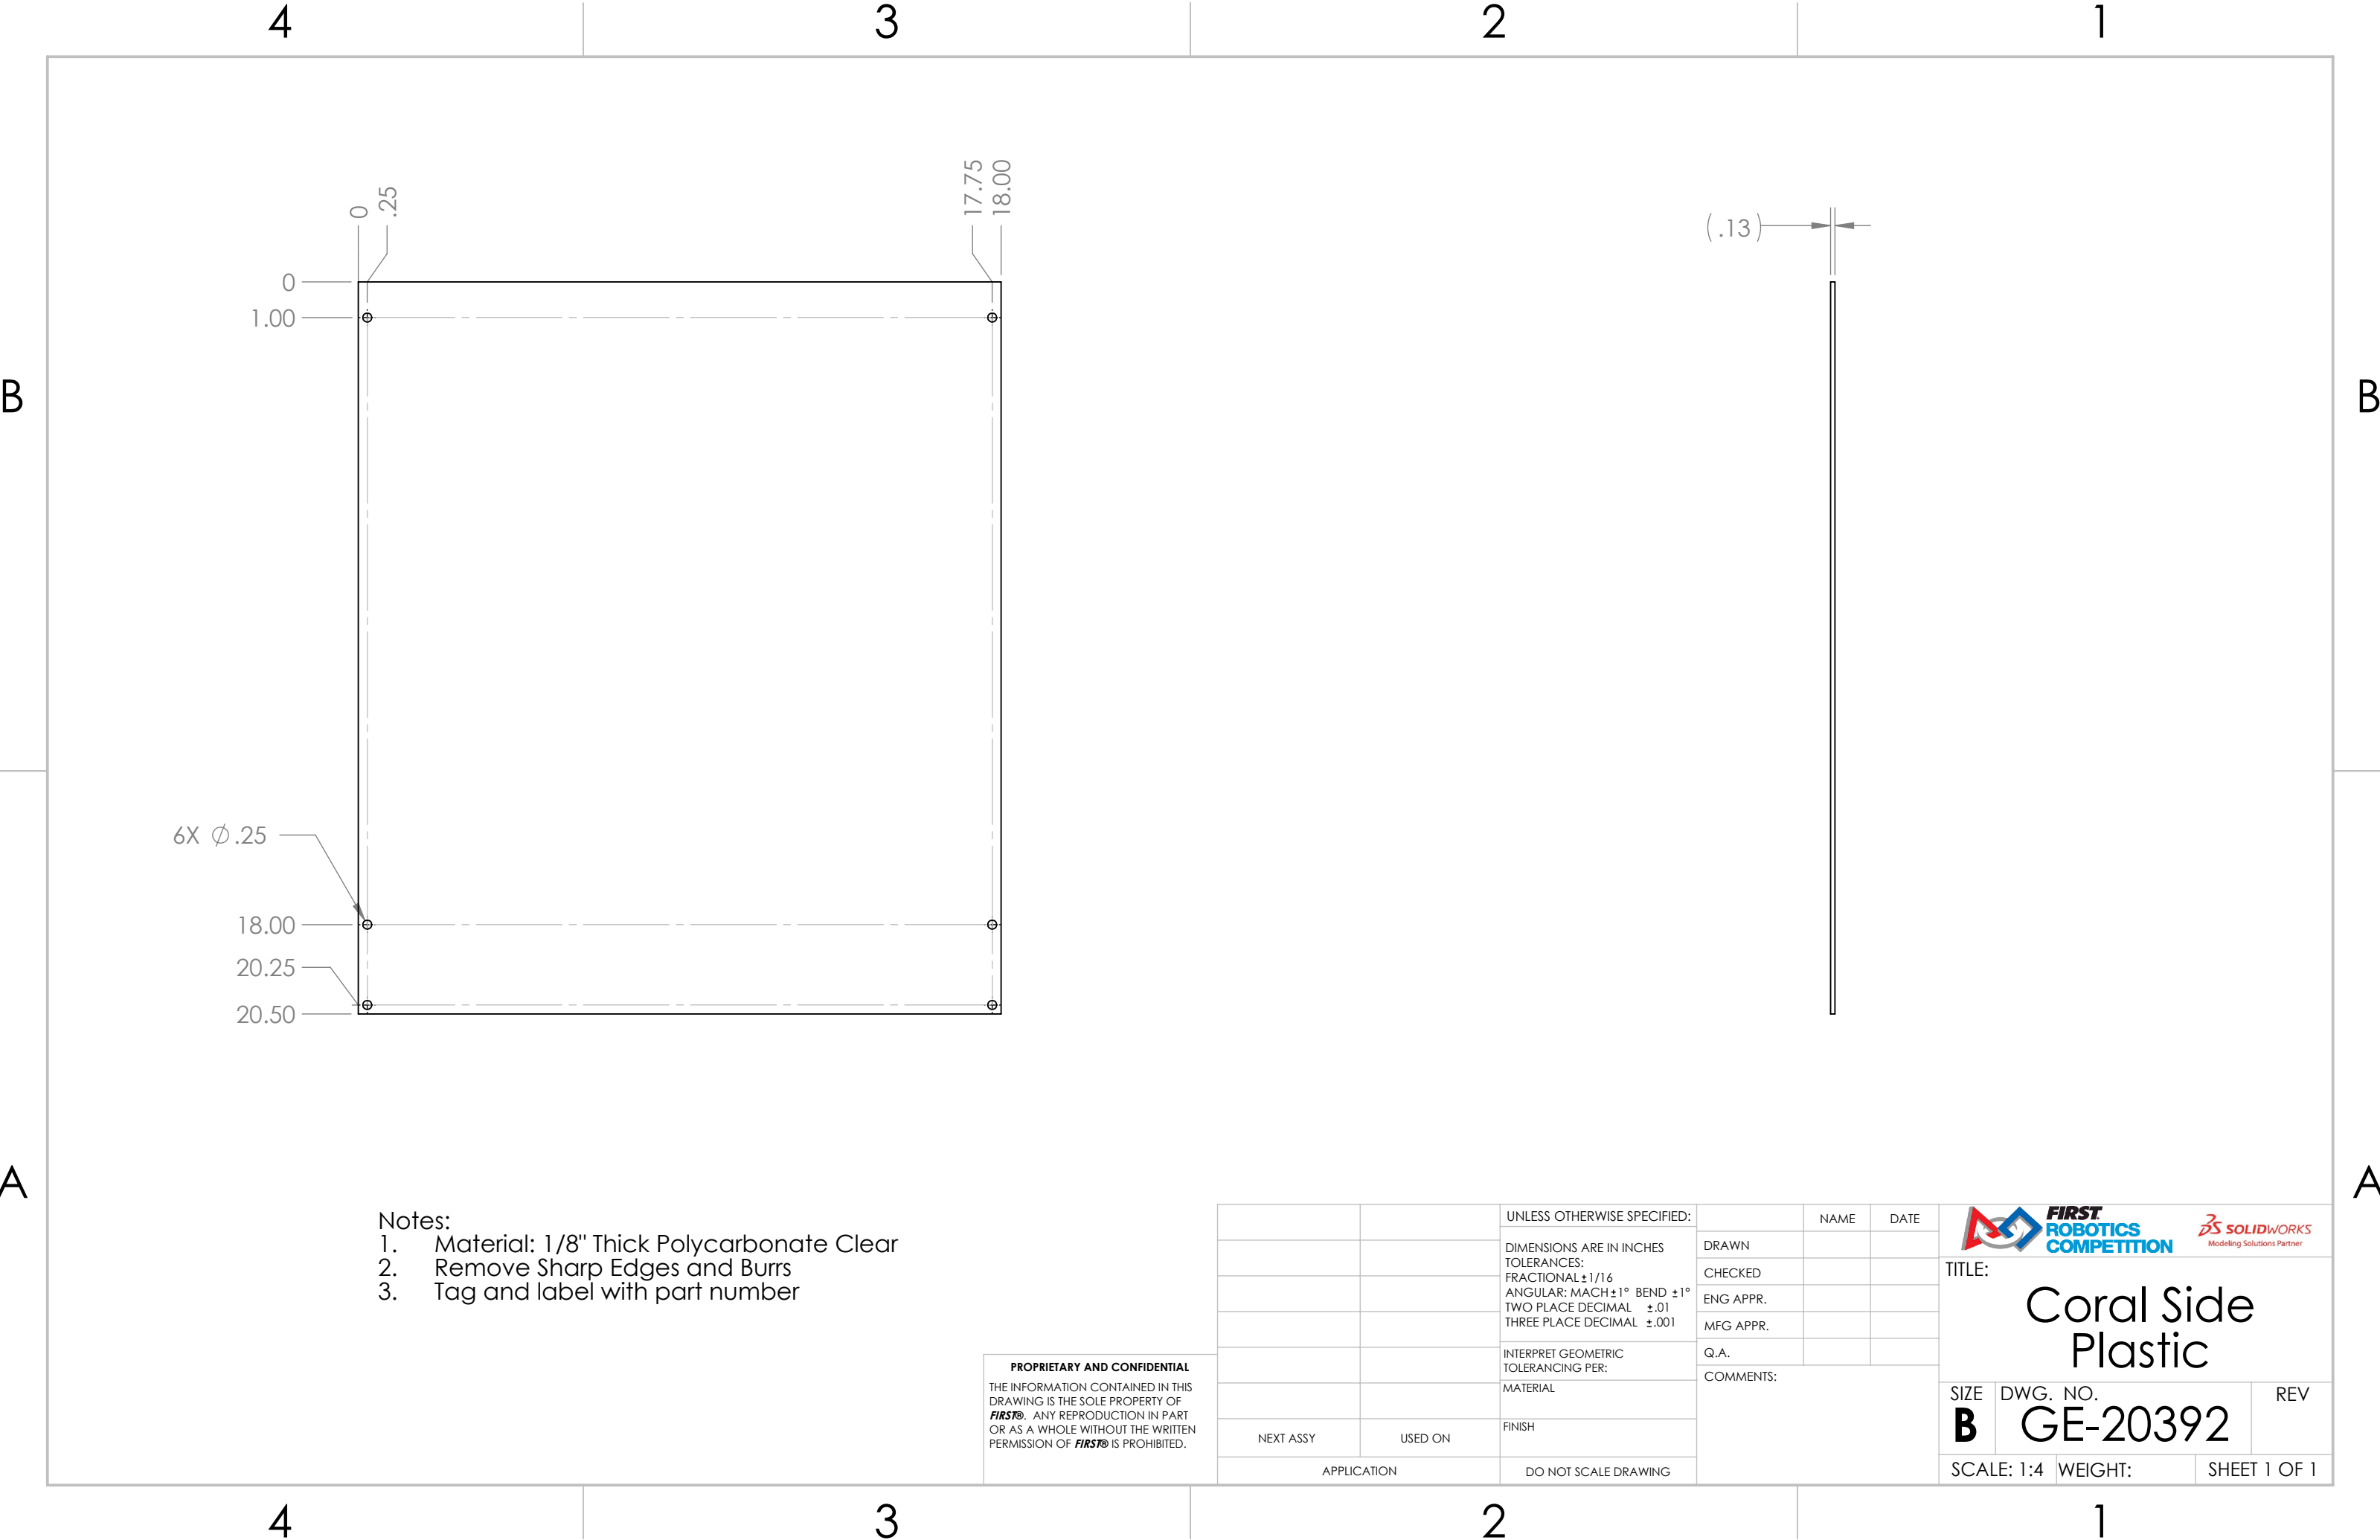 4 3 2 1
0
.25
17.75
18.00
(.13)
0
1.00
B B
6X ⌀.25
18.00
20.25
20.50
A A
Notes:
1. Material: 1/8" Thick Polycarbonate Clear
2. Remove Sharp Edges and Burrs
3. Tag and label with part number
PROPRIETARY AND CONFIDENTIAL
THE INFORMATION CONTAINED IN THIS
DRAWING IS THE SOLE PROPERTY OF
FIRST®. ANY REPRODUCTION IN PART
OR AS A WHOLE WITHOUT THE WRITTEN
PERMISSION OF FIRST® IS PROHIBITED.
NEXT ASSY USED ON
APPLICATION
UNLESS OTHERWISE SPECIFIED:
DIMENSIONS ARE IN INCHES
TOLERANCES:
FRACTIONAL ±1/16
ANGULAR: MACH ±1° BEND ±1°
TWO PLACE DECIMAL ±.01
THREE PLACE DECIMAL ±.001
INTERPRET GEOMETRIC
TOLERANCING PER:
MATERIAL
FINISH
DO NOT SCALE DRAWING
NAME DATE
DRAWN
CHECKED
ENG APPR.
MFG APPR.
Q.A.
COMMENTS:
FIRST®
ROBOTICS
COMPETITION
SOLIDWORKS
Modeling Solutions Partner
TITLE:
Coral Side
Plastic
SIZE DWG. NO. REV
B GE-20392
SCALE: 1:4 WEIGHT: SHEET 1 OF 1
4 3 2 1